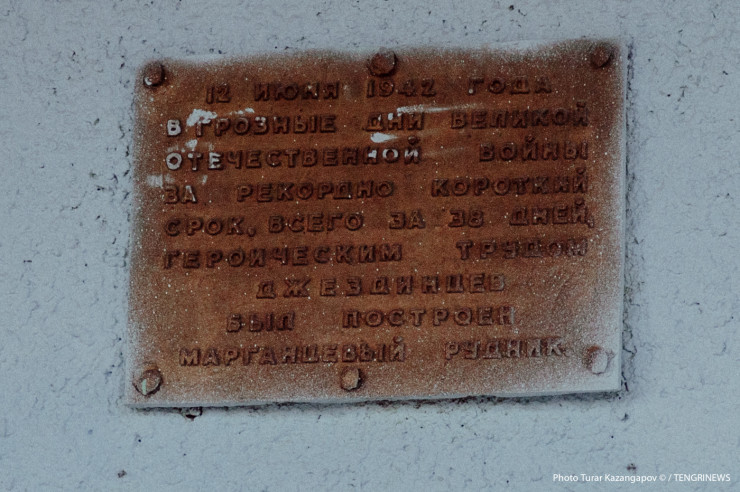 12 ИЮНЯ 1942 ГОДА
В ГРОЗНЫЕ ДНИ ВЕЛИКОЙ
ОТЕЧЕСТВЕННОЙ ВОЙНЫ
ЗА РЕКОРДНО КОРОТКИЙ
СРОК, ВСЕГО ЗА 38 ДНЕЙ,
ГЕРОИЧЕСКИМ ТРУДОМ
ДЖЕЗДИНЦЕВ
БЫЛ ПОСТРОЕН
МАРГАНЦЕВЫЙ РУДНИК
Photo Turar Kazangapov © / TENGRINEWS